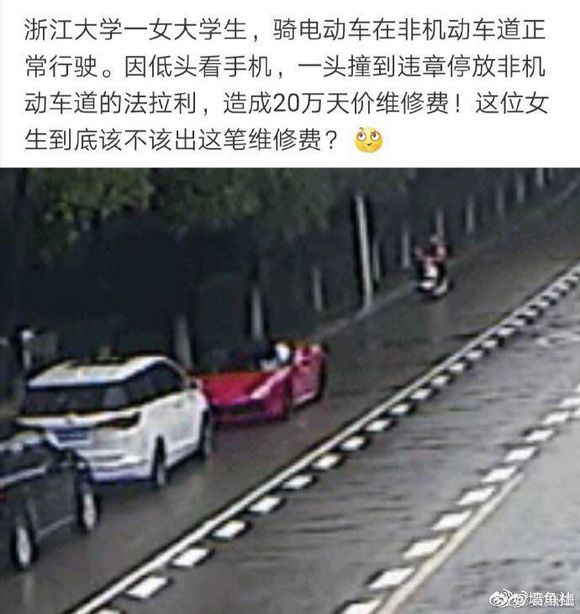 浙江大学一女大学生，骑电动车在非机动车道正
常行驶。因低头看手机，一头撞到违章停放非机
动车道的法拉利，造成20万天价维修费！这位女
生到底该不该出这笔维修费？